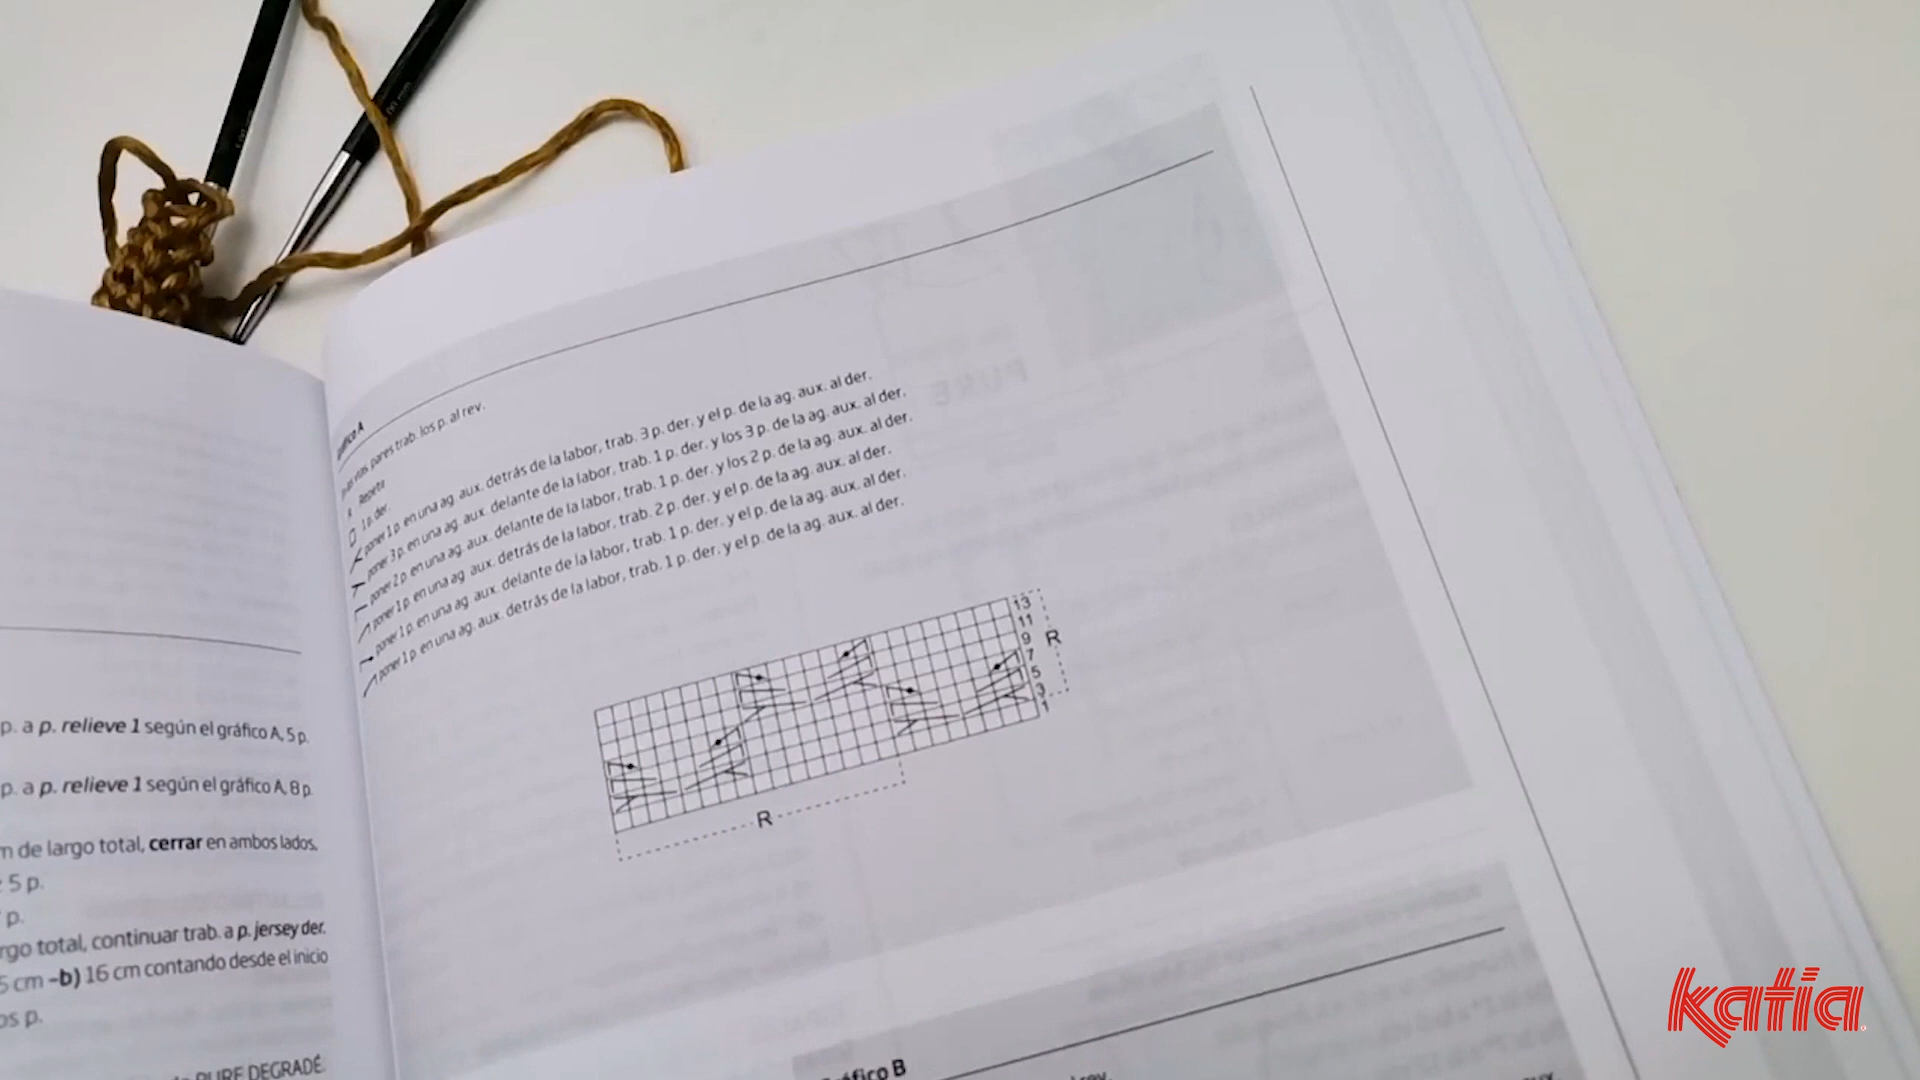 p. a p. relieve 1 según el gráfico A, 5 p.
p. a p. relieve 1 según el gráfico A, 8 p.
de largo total, cerrar en ambos lados,
5 p.
p.
total, continuar trab. a p. jersey der.
cm –b) 16 cm contando desde el inicio
p.
PURE DEGRADÉ.
Gráfico A
pares trab. los p. al rev.
R Repetir
1 p. der.
poner 1 p. en una ag. aux. detrás de la labor, trab. 3 p. der. y el p. de la ag. aux. al der.
poner 3 p. en una ag. aux. delante de la labor, trab. 1 p. der. y los 3 p. de la ag. aux. al der.
poner 2 p. en una ag. aux. delante de la labor, trab. 1 p. der. y los 2 p. de la ag. aux. al der.
poner 1 p. en una ag. aux. detrás de la labor, trab. 2 p. der. y el p. de la ag. aux. al der.
poner 1 p. en una ag. aux. delante de la labor, trab. 1 p. der. y el p. de la ag. aux. al der.
poner 1 p. en una ag. aux. detrás de la labor, trab. 1 p. der. y el p. de la ag. aux. al der.
13
11
9
7
5
3
1
R
R
Gráfico B
katia